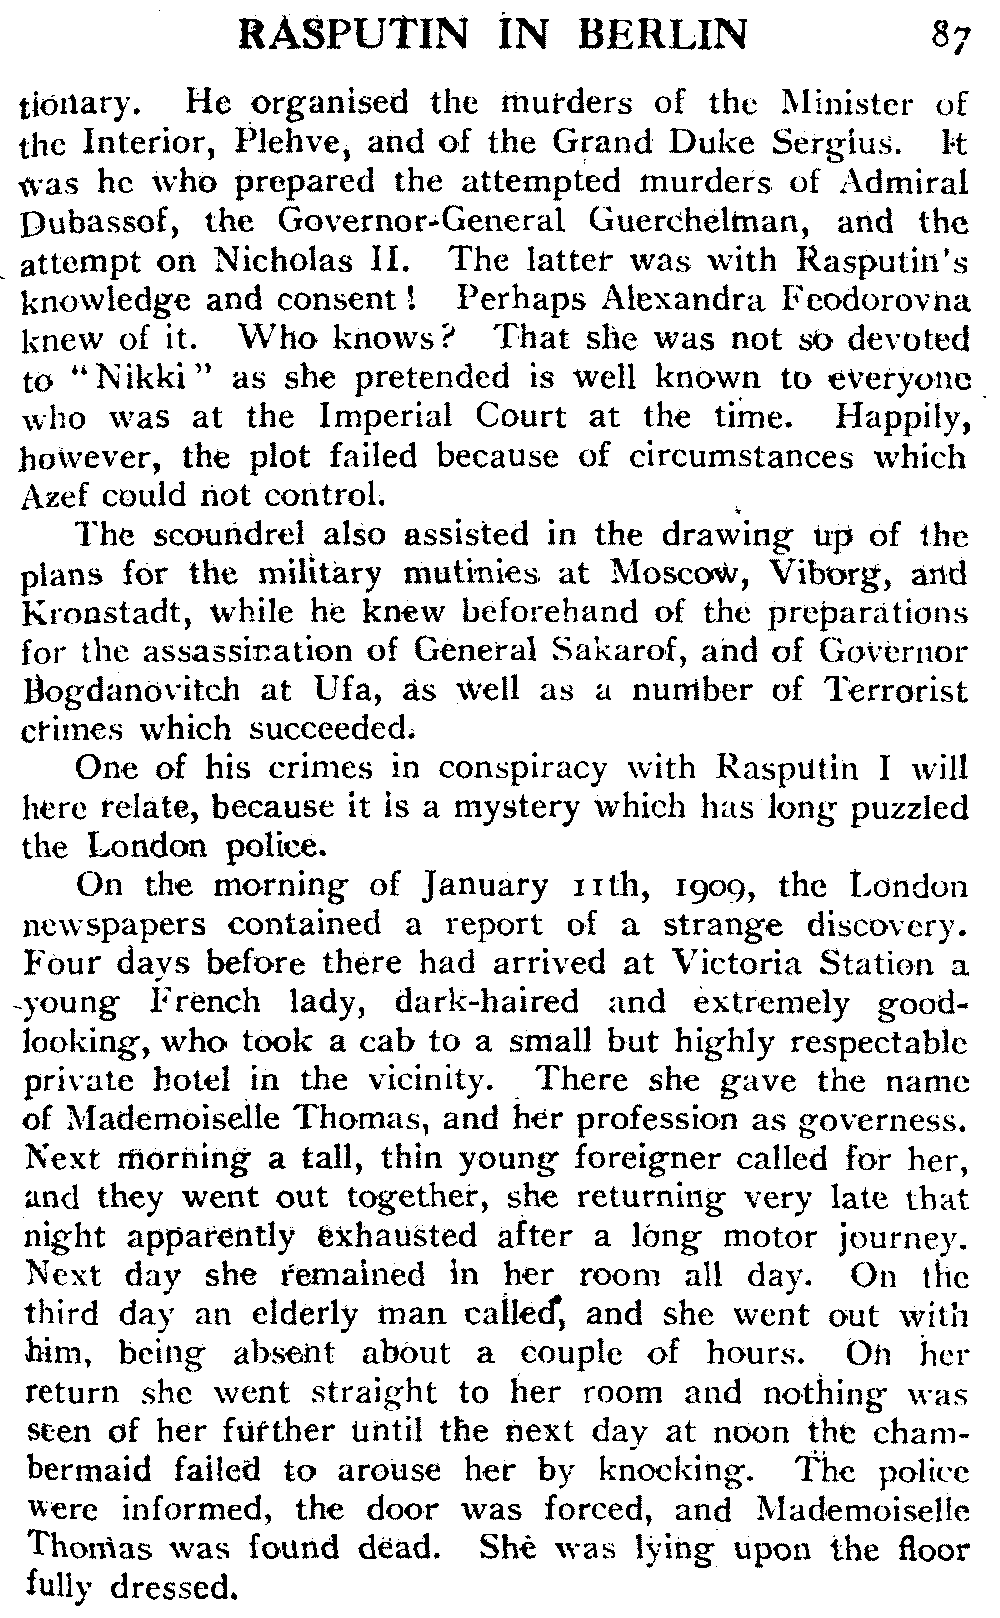 RASPUTIN IN BERLIN 87
tionary. He organised the murders of the Minister of
the Interior, Plehve, and of the Grand Duke Sergius. It
was he who prepared the attempted murders of Admiral
Dubassof, the Governor-General Guerchelman, and the
attempt on Nicholas II. The latter was with Rasputin's
knowledge and consent! Perhaps Alexandra Feodorovna
knew of it. Who knows? That she was not so devoted
to "Nikki" as she pretended is well known to everyone
who was at the Imperial Court at the time. Happily,
however, the plot failed because of circumstances which
Azef could not control.
The scoundrel also assisted in the drawing up of the
plans for the military mutinies at Moscow, Viborg, and
Kronstadt, while he knew beforehand of the preparations
for the assassination of General Sakarof, and of Governor
Bogdanovitch at Ufa, as well as a number of Terrorist
crimes which succeeded.
One of his crimes in conspiracy with Rasputin I will
here relate, because it is a mystery which has long puzzled
the London police.
On the morning of January 11th, 1909, the London
newspapers contained a report of a strange discovery.
Four days before there had arrived at Victoria Station a
young French lady, dark-haired and extremely good-
looking, who took a cab to a small but highly respectable
private hotel in the vicinity. There she gave the name
of Mademoiselle Thomas, and her profession as governess.
Next morning a tall, thin young foreigner called for her,
and they went out together, she returning very late that
night apparently exhausted after a long motor journey.
Next day she remained in her room all day. On the
third day an elderly man called, and she went out with
him, being absent about a couple of hours. On her
return she went straight to her room and nothing was
seen of her further until the next day at noon the cham-
bermaid failed to arouse her by knocking. The police
were informed, the door was forced, and Mademoiselle
Thomas was found dead. She was lying upon the floor
fully dressed.